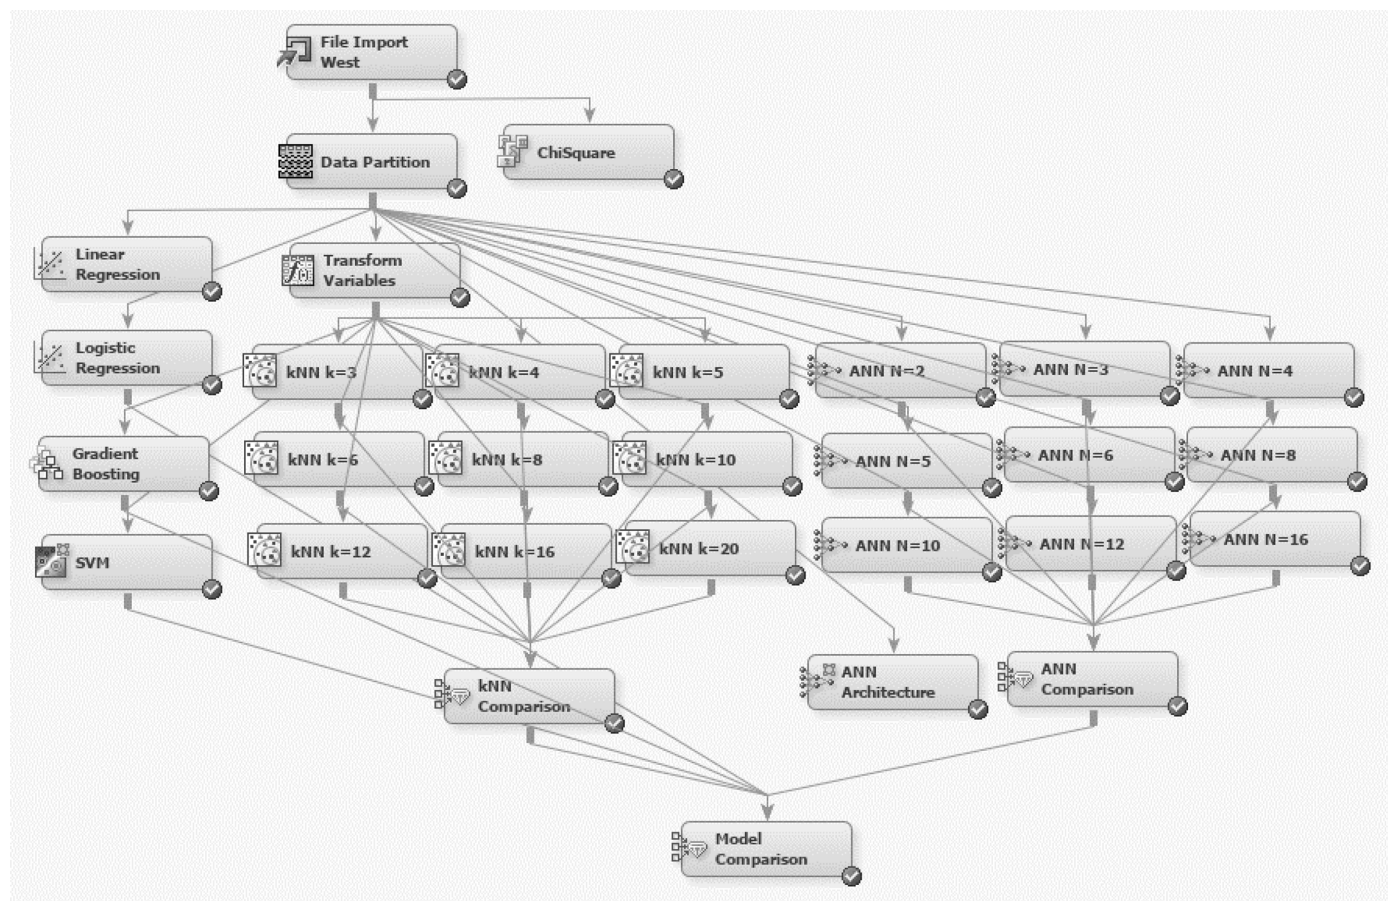 File Import
West
Data Partition
ChiSquare
Linear
Regression
Transform
Variables
Logistic
Regression
kNN k=3
kNN k=4
kNN k=5
ANN N=2
ANN N=3
ANN N=4
Gradient
Boosting
kNN k=6
kNN k=8
kNN k=10
ANN N=5
ANN N=6
ANN N=8
SVM
kNN k=12
kNN k=16
kNN k=20
ANN N=10
ANN N=12
ANN N=16
kNN
Comparison
ANN
Architecture
ANN
Comparison
Model
Comparison